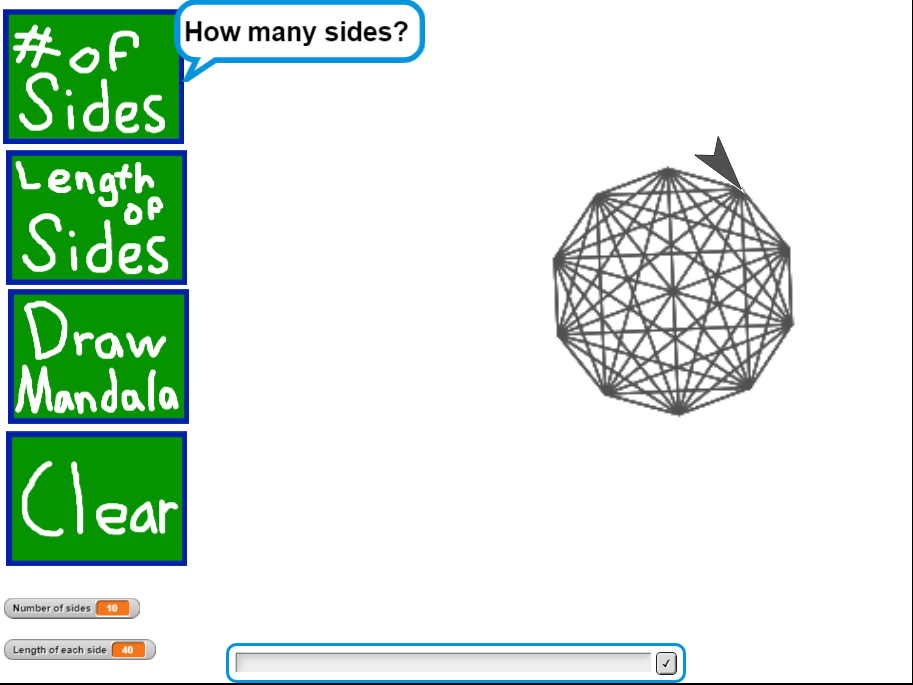 # of
Sides
How many sides?
Length
of
Sides
Draw
Mandala
Clear
Number of sides 10
Length of each side 40